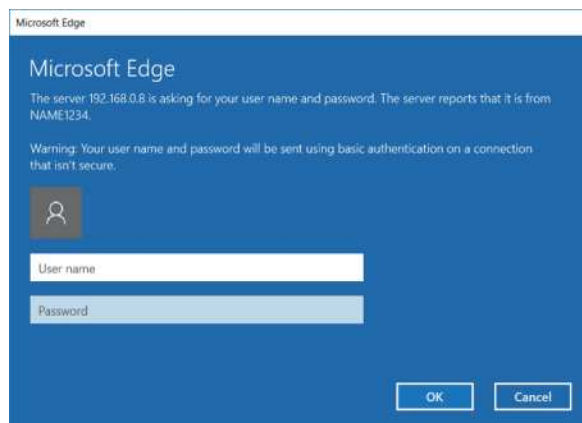 Microsoft Edge
Microsoft Edge
The server 192.168.0.8 is asking for your user name and password. The server reports that it is from
NAME1234.
Warning: Your user name and password will be sent using basic authentication on a connection
that isn't secure.
User name
Password
OK
Cancel